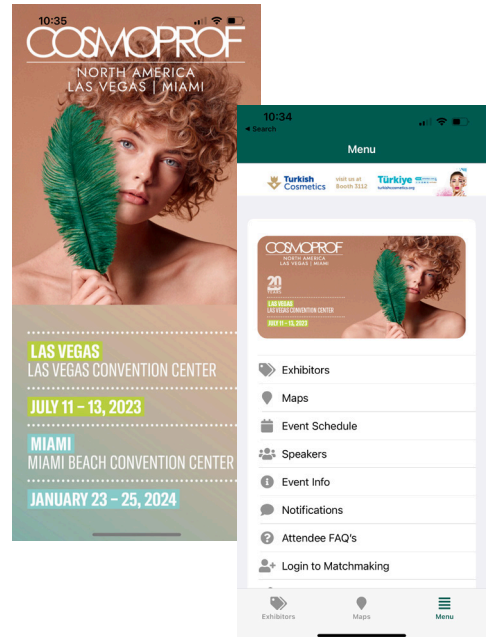 10:35
COSMOPROF
NORTH AMERICA
LAS VEGAS | MIAMI
LAS VEGAS
LAS VEGAS CONVENTION CENTER
JULY 11 – 13, 2023
MIAMI
MIAMI BEACH CONVENTION CENTER
JANUARY 23 – 25, 2024
10:34
Search
Menu
Turkish
Cosmetics
visit us at
Booth 3112
Türkiye
turkishcosmetics.org
COSMOPROF
NORTH AMERICA
LAS VEGAS | MIAMI
20
YEARS
LAS VEGAS
LAS VEGAS CONVENTION CENTER
JULY 11 – 13, 2023
Exhibitors
Maps
Event Schedule
Speakers
Event Info
Notifications
Attendee FAQ's
Login to Matchmaking
Exhibitors
Maps
Menu